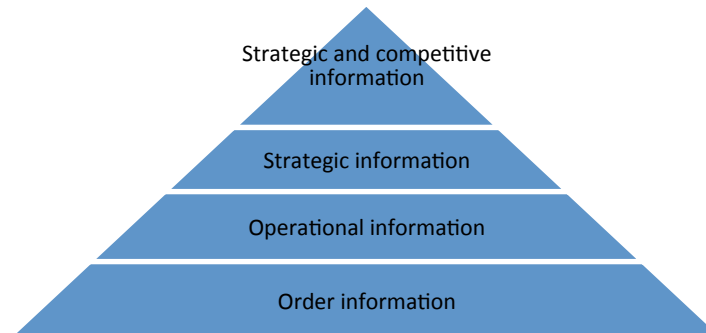 Strategic and competitive
information
Strategic information
Operational information
Order information